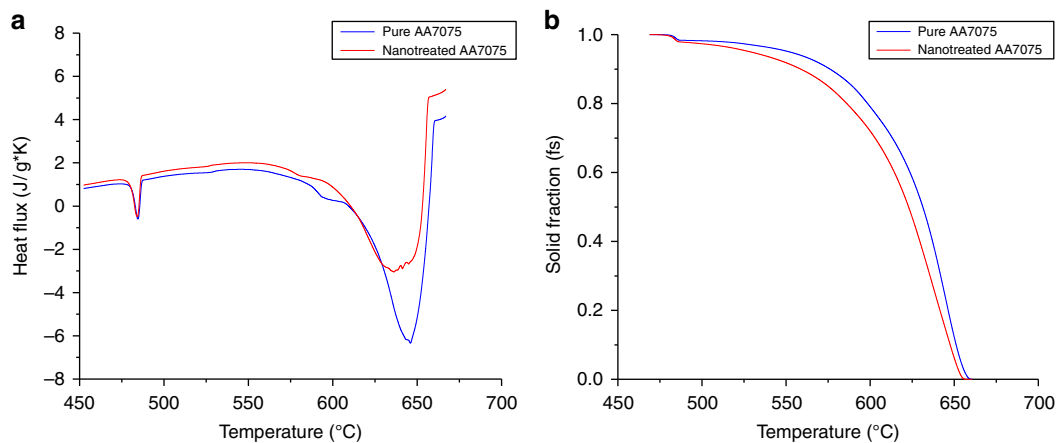 a
Pure AA7075
Nanotreated AA7075
Heat flux (J/ g*K)
8
6
4
2
0
–2
–4
–6
–8
450 500 550 600 650 700
Temperature (°C)
b
Pure AA7075
Nanotreated AA7075
Solid fraction (fs)
1.0
0.8
0.6
0.4
0.2
0.0
450 500 550 600 650 700
Temperature (°C)